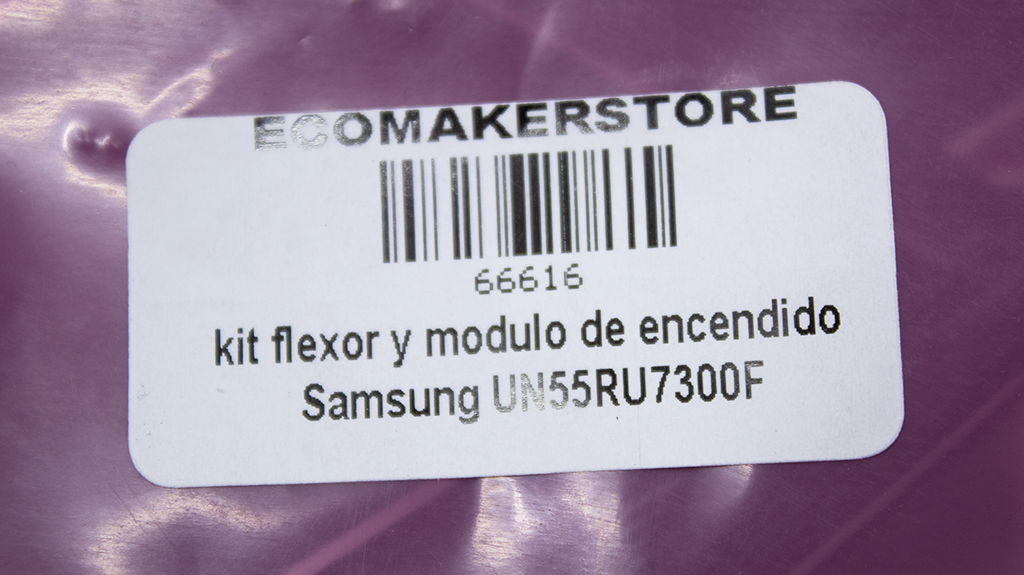 ECOMAKERSTORE
66616
kit flexor y modulo de encendido
Samsung UN55RU7300F